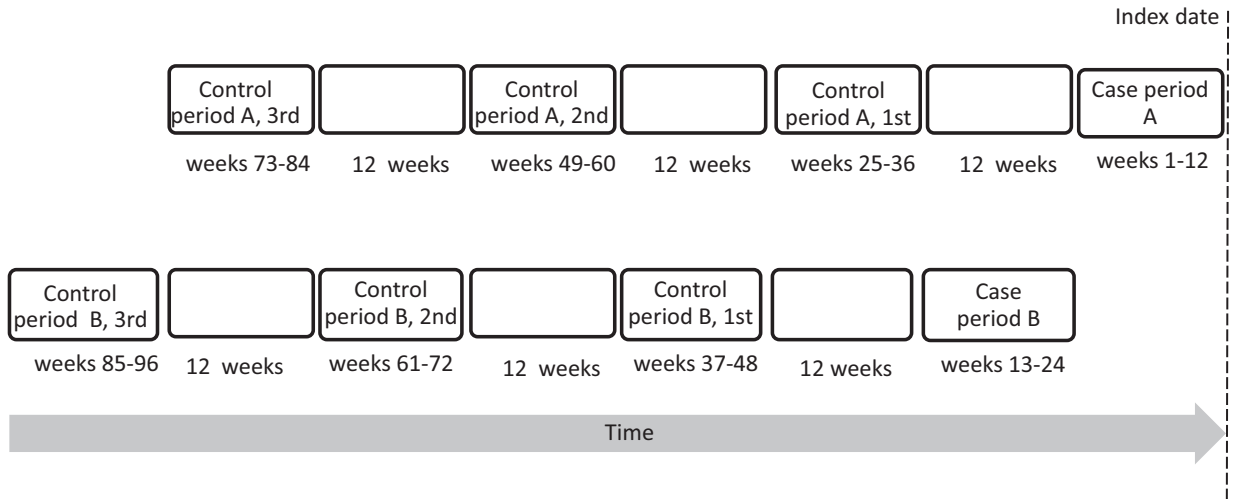 Index date
Control
period A, 3rd
Control
period A, 2nd
Control
period A, 1st
Case period
A
weeks 73-84
12 weeks
weeks 49-60
12 weeks
weeks 25-36
12 weeks
weeks 1-12
Control
period B, 3rd
Control
period B, 2nd
Control
period B, 1st
Case
period B
weeks 85-96
12 weeks
weeks 61-72
12 weeks
weeks 37-48
12 weeks
weeks 13-24
Time